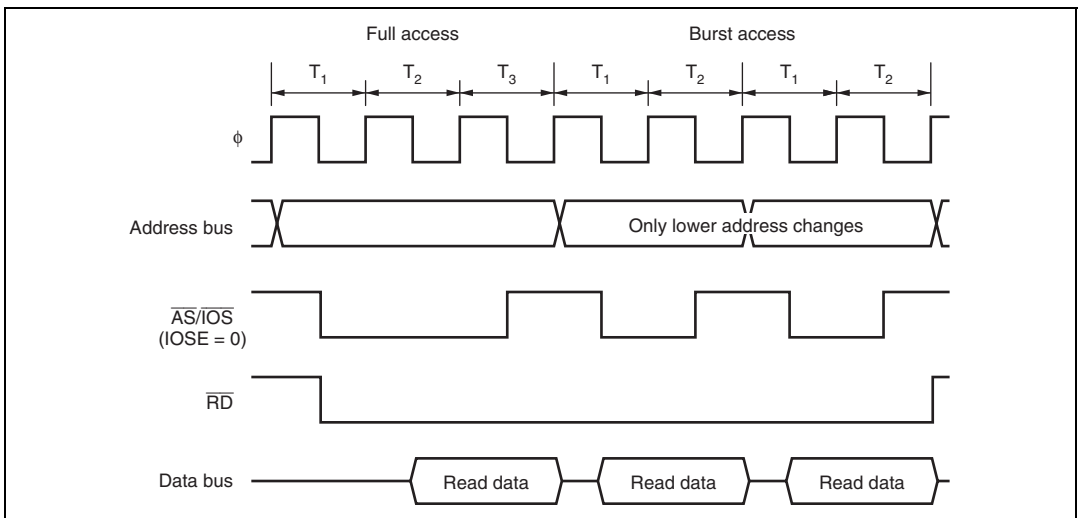 Full access Burst access
T1 T2 T3 T1 T2 T1 T2
φ
Address bus Only lower address changes
AS/IOS
(IOSE = 0)
RD
Data bus Read data Read data Read data